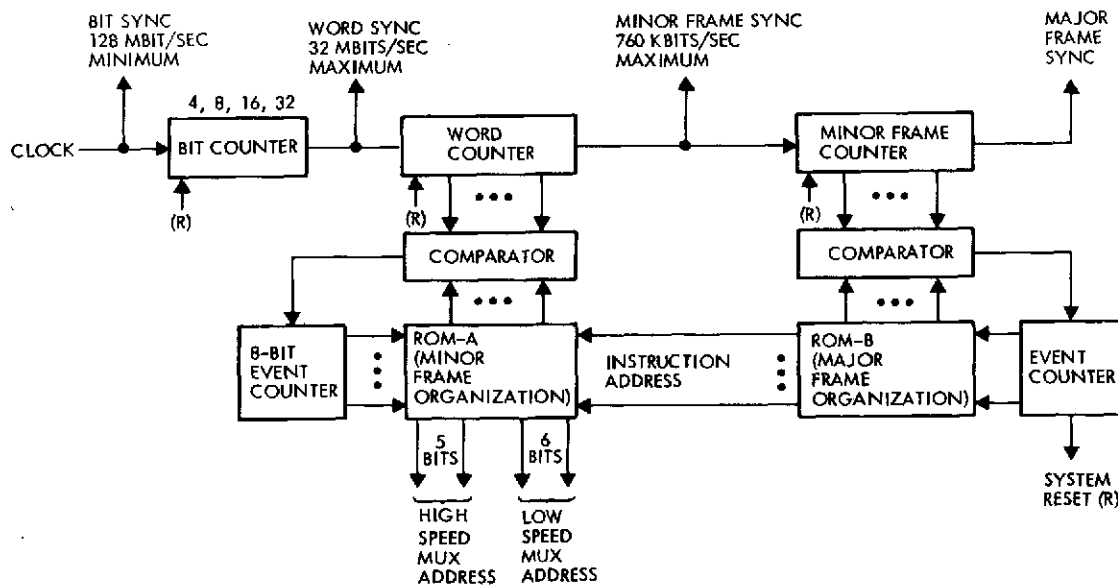 BIT SYNC
128 MBIT/SEC
MINIMUM
WORD SYNC
32 MBITS/SEC
MAXIMUM
MINOR FRAME SYNC
760 KBITS/SEC
MAXIMUM
MAJOR
FRAME
SYNC
4, 8, 16, 32
CLOCK
BIT COUNTER
WORD
COUNTER
MINOR FRAME
COUNTER
(R)
(R)
(R)
COMPARATOR
COMPARATOR
8-BIT
EVENT
COUNTER
ROM-A
(MINOR
FRAME
ORGANIZATION)
INSTRUCTION
ADDRESS
ROM-B
(MAJOR
FRAME
ORGANIZATION)
EVENT
COUNTER
5
BITS
6
BITS
HIGH
SPEED
MUX
ADDRESS
LOW
SPEED
MUX
ADDRESS
SYSTEM
RESET (R)